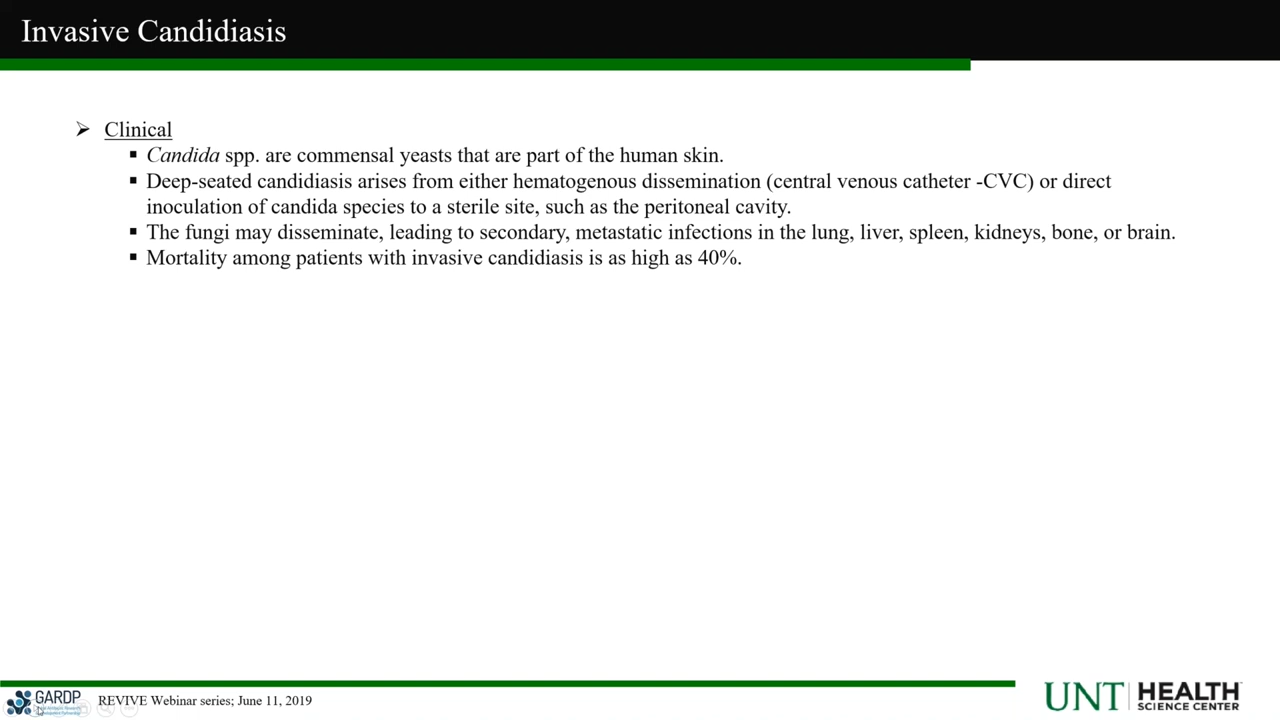 Invasive Candidiasis
➢ Clinical
▪ Candida spp. are commensal yeasts that are part of the human skin.
▪ Deep-seated candidiasis arises from either hematogenous dissemination (central venous catheter -CVC) or direct
inoculation of candida species to a sterile site, such as the peritoneal cavity.
▪ The fungi may disseminate, leading to secondary, metastatic infections in the lung, liver, spleen, kidneys, bone, or brain.
▪ Mortality among patients with invasive candidiasis is as high as 40%.
GARDP
REVIVE Webinar series; June 11, 2019
UNT HEALTH
SCIENCE CENTER